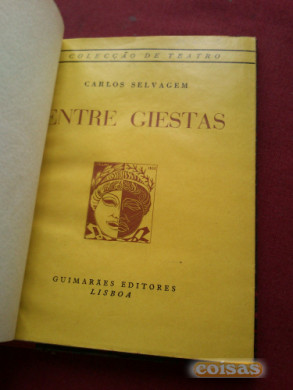 COLECÇÃO DE TEATRO
CARLOS SELVAGEM
ENTRE GIESTAS
GUIMARÃES EDITORES
LISBOA
coisas